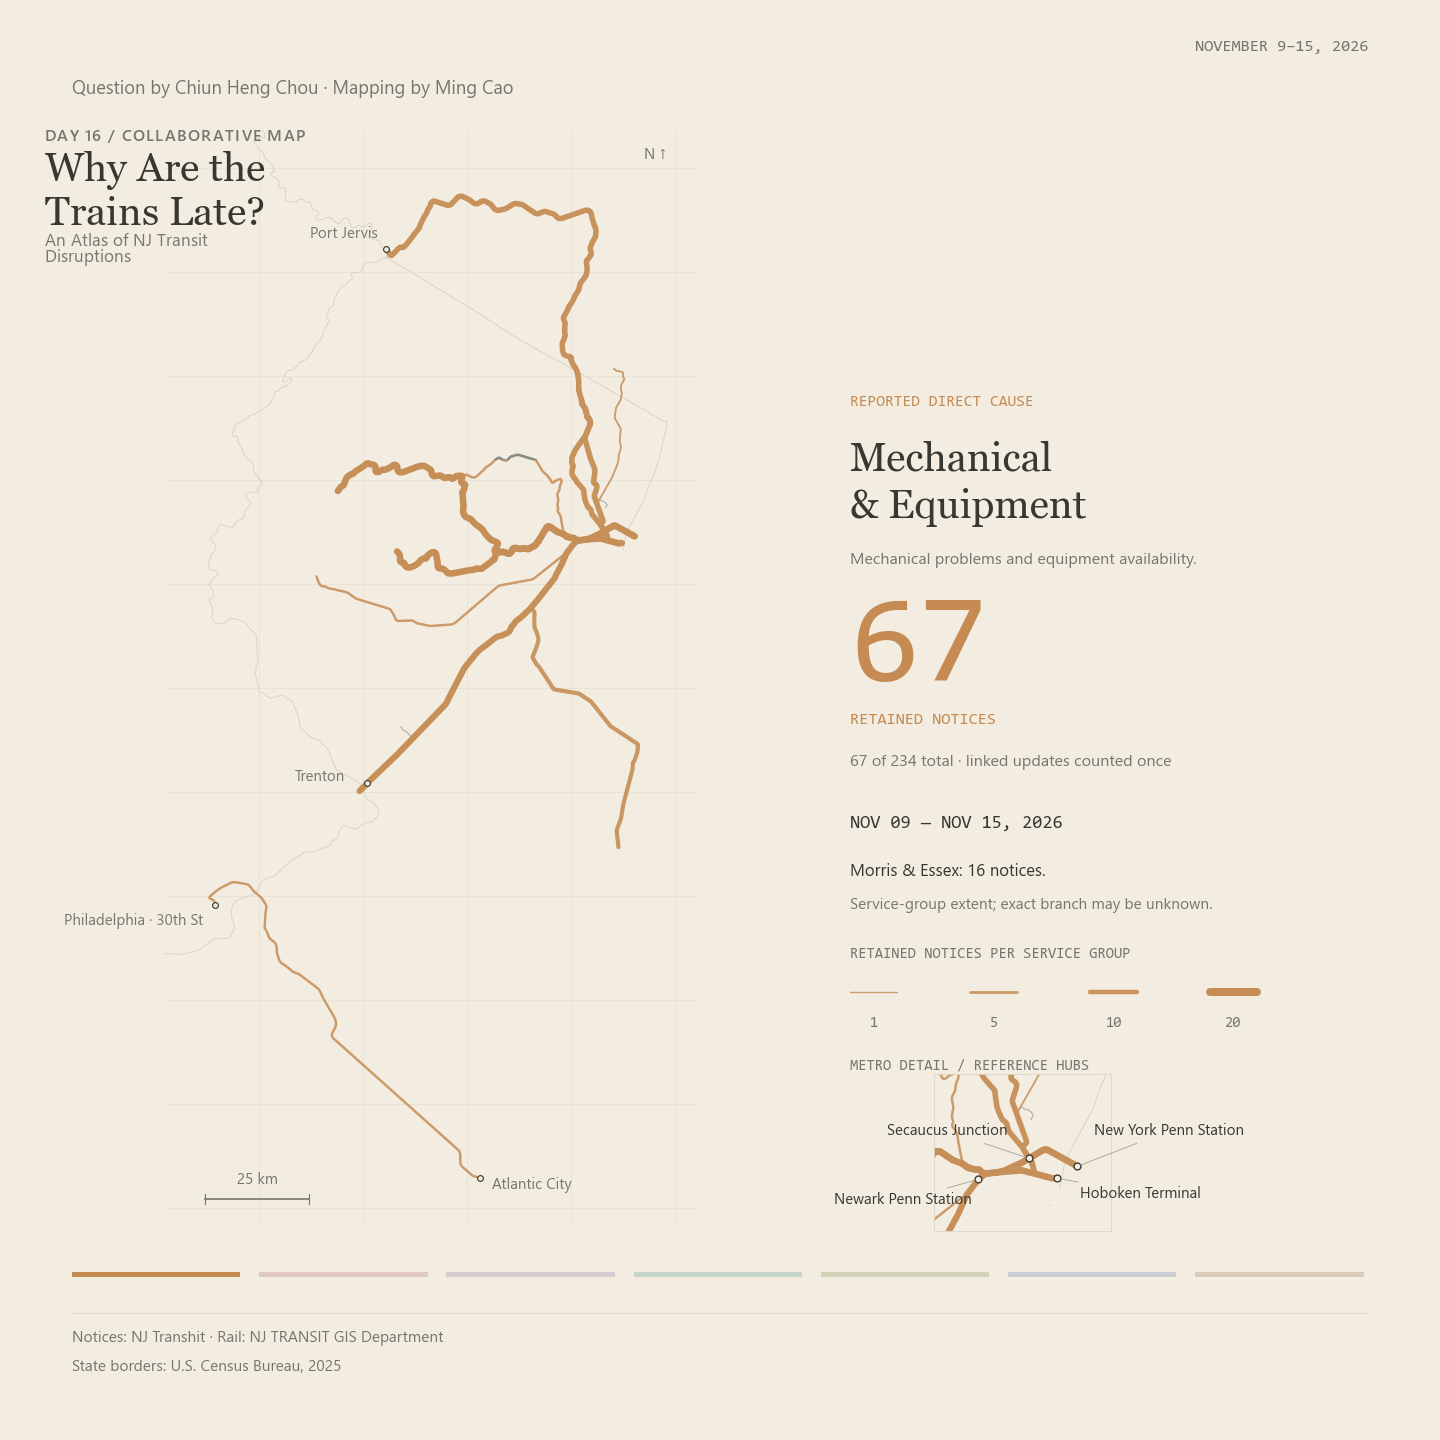 NOVEMBER 9–15, 2026
Question by Chiun Heng Chou · Mapping by Ming Cao
DAY 16 / COLLABORATIVE MAP
Why Are the
Trains Late?
An Atlas of NJ Transit
Disruptions
N ↑
Port Jervis
Trenton
Philadelphia · 30th St
Atlantic City
25 km
REPORTED DIRECT CAUSE
Mechanical
& Equipment
Mechanical problems and equipment availability.
67
RETAINED NOTICES
67 of 234 total · linked updates counted once
NOV 09 — NOV 15, 2026
Morris & Essex: 16 notices.
Service-group extent; exact branch may be unknown.
RETAINED NOTICES PER SERVICE GROUP
1 5 10 20
METRO DETAIL / REFERENCE HUBS
Secaucus Junction
New York Penn Station
Newark Penn Station
Hoboken Terminal
Notices: NJ Transhit · Rail: NJ TRANSIT GIS Department
State borders: U.S. Census Bureau, 2025